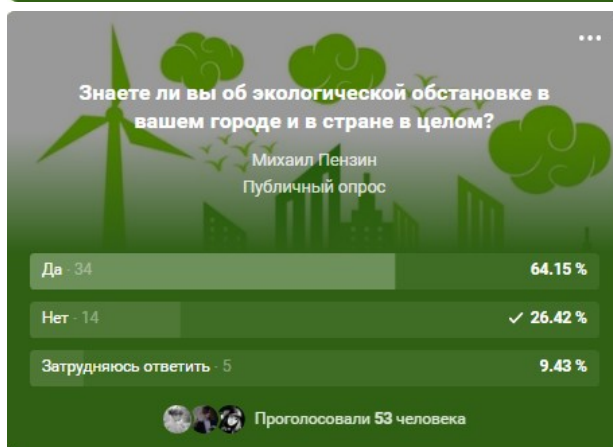 Знаете ли вы об экологической обстановке в
вашем городе и в стране в целом?
Михаил Пензин
Публичный опрос
Да · 34 64.15 %
Нет · 14 26.42 %
Затрудняюсь ответить · 5 9.43 %
Проголосовали 53 человека